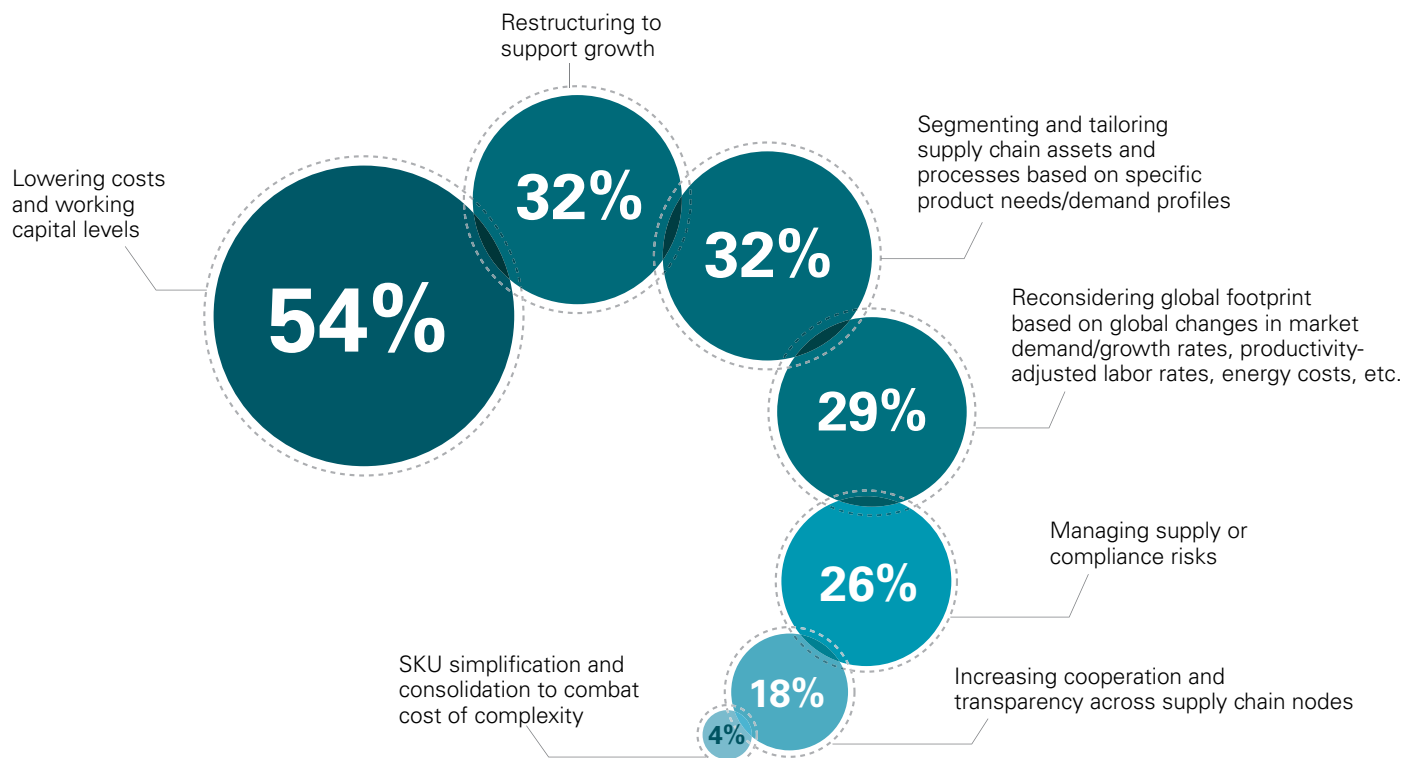 Restructuring to
support growth
32%
Lowering costs
and working
capital levels
54%
Segmenting and tailoring
supply chain assets and
processes based on specific
product needs/demand profiles
32%
Reconsidering global footprint
based on global changes in market
demand/growth rates, productivity-
adjusted labor rates, energy costs, etc.
29%
Managing supply or
compliance risks
26%
Increasing cooperation and
transparency across supply chain nodes
18%
SKU simplification and
consolidation to combat
cost of complexity
4%